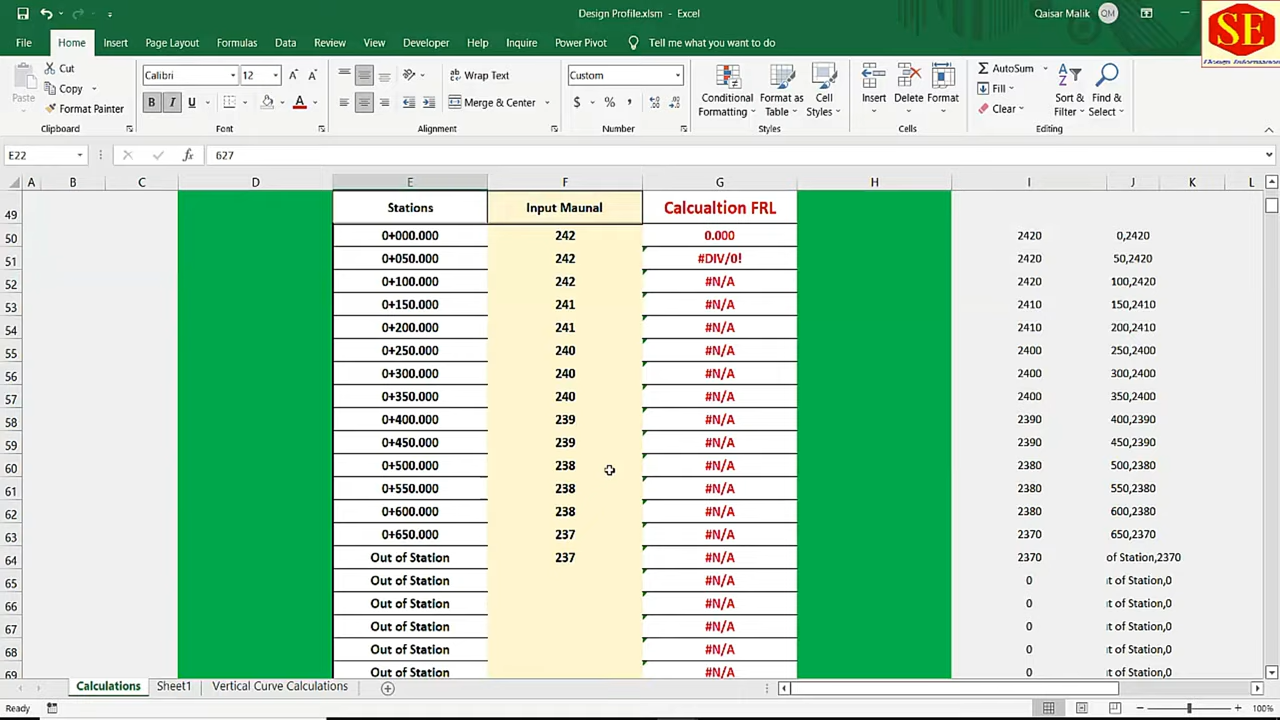 Design Profile.xlsm - Excel
Qaisar Malik QM
SE
File Home Insert Page Layout Formulas Data Review View Developer Help Inquire Power Pivot Tell me what you want to do
Cut
Copy
Format Painter
Paste
Clipboard
Calibri 12
B I U
Font
Wrap Text
Merge & Center
Alignment
Custom
$ % ,
Number
Conditional Formatting
Format as Table
Cell Styles
Styles
Insert Delete Format
Cells
AutoSum
Fill
Clear
Sort & Filter
Find & Select
Editing
E22 fx 627
A B C D E F G H I J K L
49 Stations Input Maunal Calcualtion FRL
50 0+000.000 242 0.000 2420 0,2420
51 0+050.000 242 #DIV/0! 2420 50,2420
52 0+100.000 242 #N/A 2420 100,2420
53 0+150.000 241 #N/A 2410 150,2410
54 0+200.000 241 #N/A 2410 200,2410
55 0+250.000 240 #N/A 2400 250,2400
56 0+300.000 240 #N/A 2400 300,2400
57 0+350.000 240 #N/A 2400 350,2400
58 0+400.000 239 #N/A 2390 400,2390
59 0+450.000 239 #N/A 2390 450,2390
60 0+500.000 238 #N/A 2380 500,2380
61 0+550.000 238 #N/A 2380 550,2380
62 0+600.000 238 #N/A 2380 600,2380
63 0+650.000 237 #N/A 2370 650,2370
64 Out of Station 237 #N/A 2370 of Station,2370
65 Out of Station #N/A 0 t of Station,0
66 Out of Station #N/A 0 t of Station,0
67 Out of Station #N/A 0 t of Station,0
68 Out of Station #N/A 0 t of Station,0
69 Out of Station #N/A 0 t of Station,0
Calculations Sheet1 Vertical Curve Calculations
Ready 100%